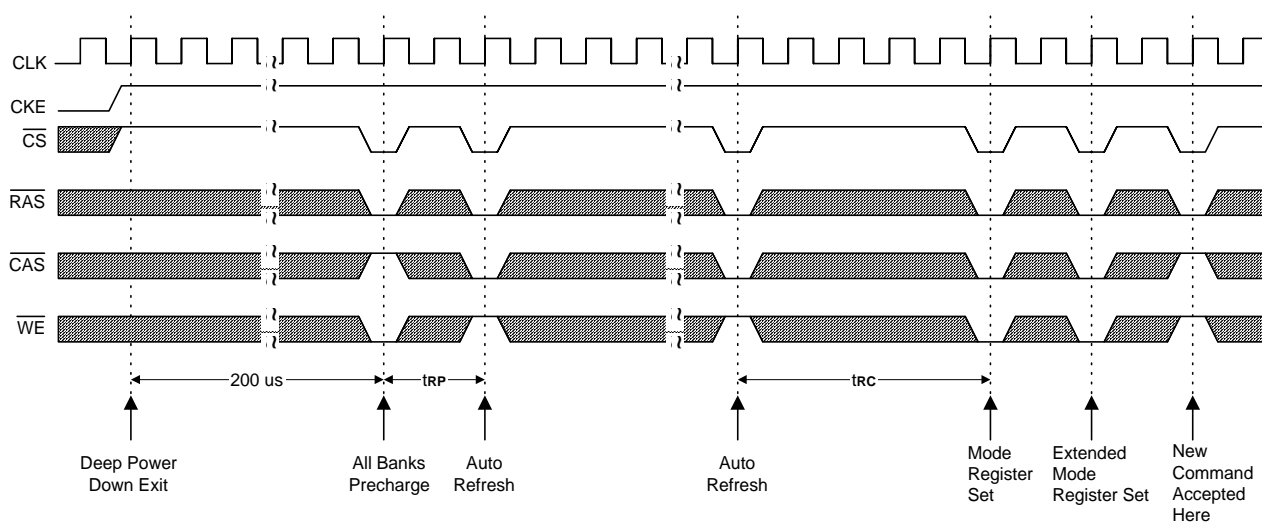 CLK
CKE
CS
RAS
CAS
WE
200 us
tRP
tRC
Deep Power
Down Exit
All Banks
Precharge
Auto
Refresh
Auto
Refresh
Mode
Register
Set
Extended
Mode
Register Set
New
Command
Accepted
Here